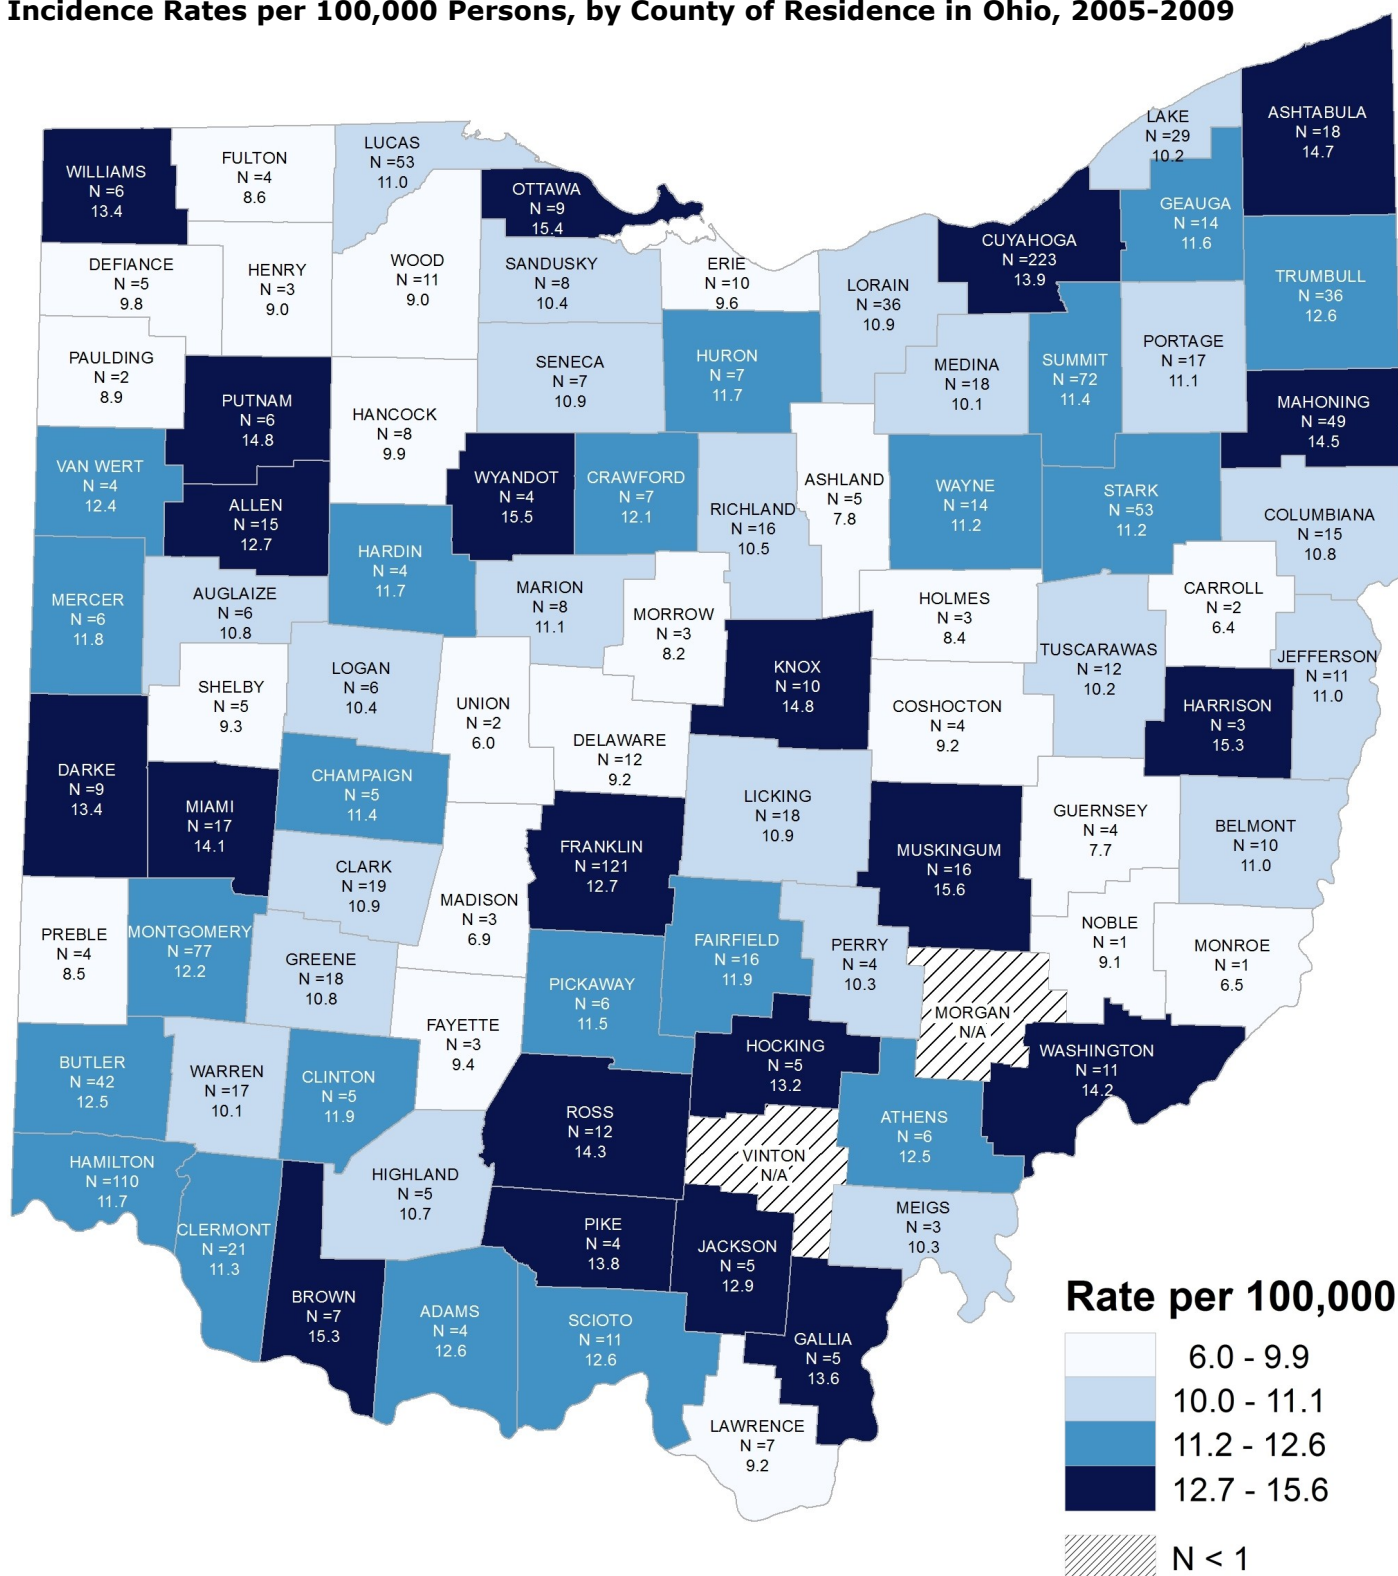 Incidence Rates per 100,000 Persons, by County of Residence in Ohio, 2005-2009
WILLIAMS
N =6
13.4
FULTON
N =4
8.6
LUCAS
N =53
11.0
OTTAWA
N =9
15.4
LAKE
N =29
10.2
ASHTABULA
N =18
14.7
GEAUGA
N =14
11.6
CUYAHOGA
N =223
13.9
DEFIANCE
N =5
9.8
HENRY
N =3
9.0
WOOD
N =11
9.0
SANDUSKY
N =8
10.4
ERIE
N =10
9.6
LORAIN
N =36
10.9
TRUMBULL
N =36
12.6
PAULDING
N =2
8.9
PUTNAM
N =6
14.8
HANCOCK
N =8
9.9
SENECA
N =7
10.9
HURON
N =7
11.7
MEDINA
N =18
10.1
SUMMIT
N =72
11.4
PORTAGE
N =17
11.1
MAHONING
N =49
14.5
VAN WERT
N =4
12.4
ALLEN
N =15
12.7
WYANDOT
N =4
15.5
CRAWFORD
N =7
12.1
RICHLAND
N =16
10.5
ASHLAND
N =5
7.8
WAYNE
N =14
11.2
STARK
N =53
11.2
COLUMBIANA
N =15
10.8
MERCER
N =6
11.8
AUGLAIZE
N =6
10.8
HARDIN
N =4
11.7
MARION
N =8
11.1
MORROW
N =3
8.2
HOLMES
N =3
8.4
CARROLL
N =2
6.4
TUSCARAWAS
N =12
10.2
JEFFERSON
N =11
11.0
SHELBY
N =5
9.3
LOGAN
N =6
10.4
UNION
N =2
6.0
DELAWARE
N =12
9.2
KNOX
N =10
14.8
COSHOCTON
N =4
9.2
HARRISON
N =3
15.3
DARKE
N =9
13.4
MIAMI
N =17
14.1
CHAMPAIGN
N =5
11.4
LICKING
N =18
10.9
GUERNSEY
N =4
7.7
BELMONT
N =10
11.0
CLARK
N =19
10.9
FRANKLIN
N =121
12.7
MUSKINGUM
N =16
15.6
MADISON
N =3
6.9
PREBLE
N =4
8.5
MONTGOMERY
N =77
12.2
GREENE
N =18
10.8
FAIRFIELD
N =16
11.9
PERRY
N =4
10.3
NOBLE
N =1
9.1
MONROE
N =1
6.5
PICKAWAY
N =6
11.5
FAYETTE
N =3
9.4
MORGAN
N/A
HOCKING
N =5
13.2
WASHINGTON
N =11
14.2
BUTLER
N =42
12.5
WARREN
N =17
10.1
CLINTON
N =5
11.9
ROSS
N =12
14.3
ATHENS
N =6
12.5
VINTON
N/A
HAMILTON
N =110
11.7
HIGHLAND
N =5
10.7
MEIGS
N =3
10.3
CLERMONT
N =21
11.3
PIKE
N =4
13.8
JACKSON
N =5
12.9
BROWN
N =7
15.3
ADAMS
N =4
12.6
SCIOTO
N =11
12.6
GALLIA
N =5
13.6
LAWRENCE
N =7
9.2
Rate per 100,000
6.0 - 9.9
10.0 - 11.1
11.2 - 12.6
12.7 - 15.6
N < 1